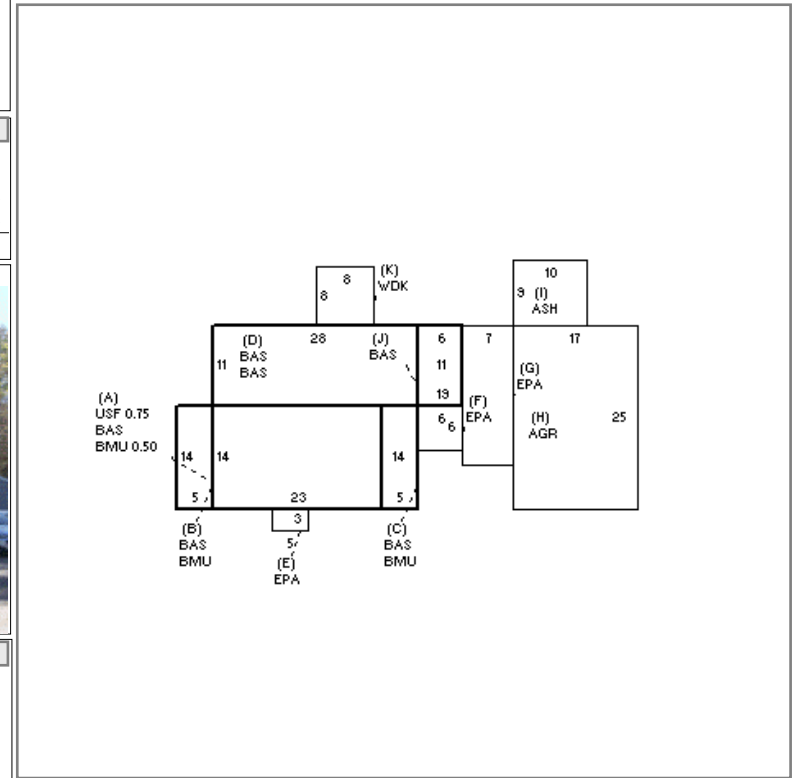 10
(K)
8
WDK
8
9
(I)
ASH
(D)
28
(J)
6
7
17
BAS
BAS
11
11
BAS
(G)
EPA
19
(A)
(F)
USF 0.75
EPA
6
6
(H)
25
BAS
AGR
BMU 0.50
14
14
14
5
23
5
3
(B)
(C)
BAS
5
BAS
BMU
(E)
BMU
EPA